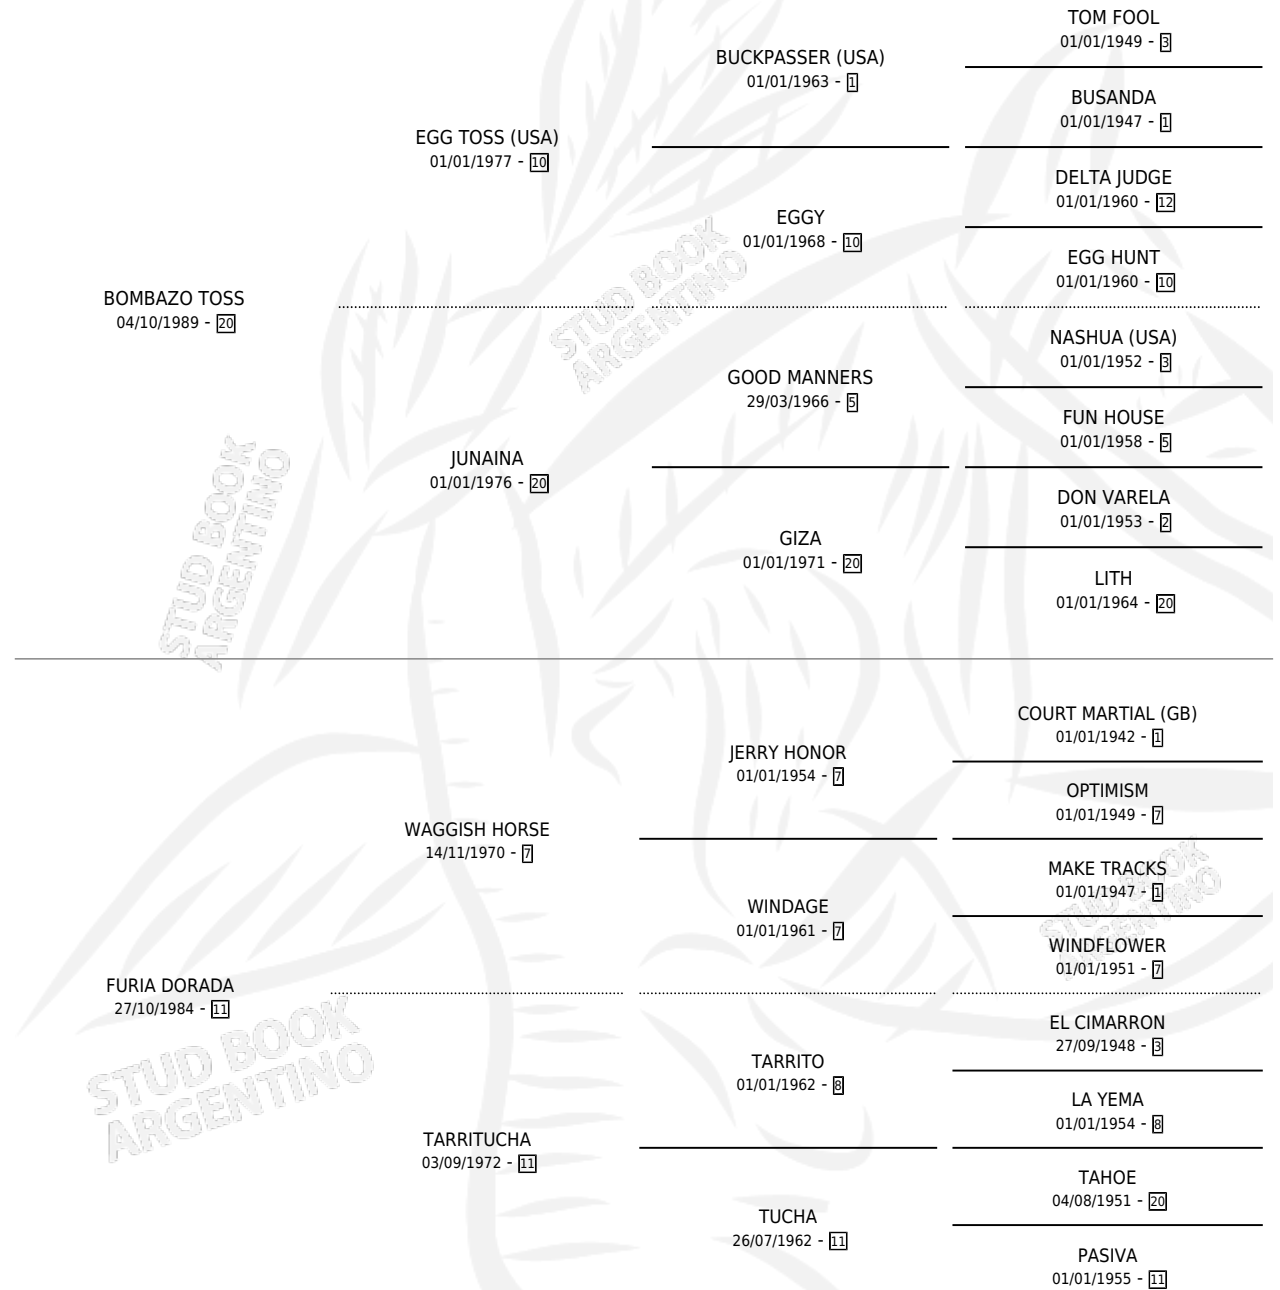 TOM FOOL
01/01/1949 - 3
BUCKPASSER (USA)
01/01/1963 - 1
BUSANDA
01/01/1947 - 1
EGG TOSS (USA)
01/01/1977 - 10
DELTA JUDGE
01/01/1960 - 12
EGGY
01/01/1968 - 10
EGG HUNT
01/01/1960 - 10
BOMBAZO TOSS
04/10/1989 - 20
NASHUA (USA)
01/01/1952 - 3
GOOD MANNERS
29/03/1966 - 5
FUN HOUSE
01/01/1958 - 5
JUNAINA
01/01/1976 - 20
DON VARELA
01/01/1953 - 2
GIZA
01/01/1971 - 20
LITH
01/01/1964 - 20
COURT MARTIAL (GB)
01/01/1942 - 1
JERRY HONOR
01/01/1954 - 7
OPTIMISM
01/01/1949 - 7
WAGGISH HORSE
14/11/1970 - 7
MAKE TRACKS
01/01/1947 - 1
WINDAGE
01/01/1961 - 7
WINDFLOWER
01/01/1951 - 7
FURIA DORADA
27/10/1984 - 11
EL CIMARRON
27/09/1948 - 3
TARRITO
01/01/1962 - 8
LA YEMA
01/01/1954 - 8
TARRITUCHA
03/09/1972 - 11
TAHOE
04/08/1951 - 20
TUCHA
26/07/1962 - 11
PASIVA
01/01/1955 - 11
STUD BOOK
ARGENTINO
STUD BOOK
ARGENTINO
STUD BOOK
ARGENTINO
STUD BOOK
ARGENTINO